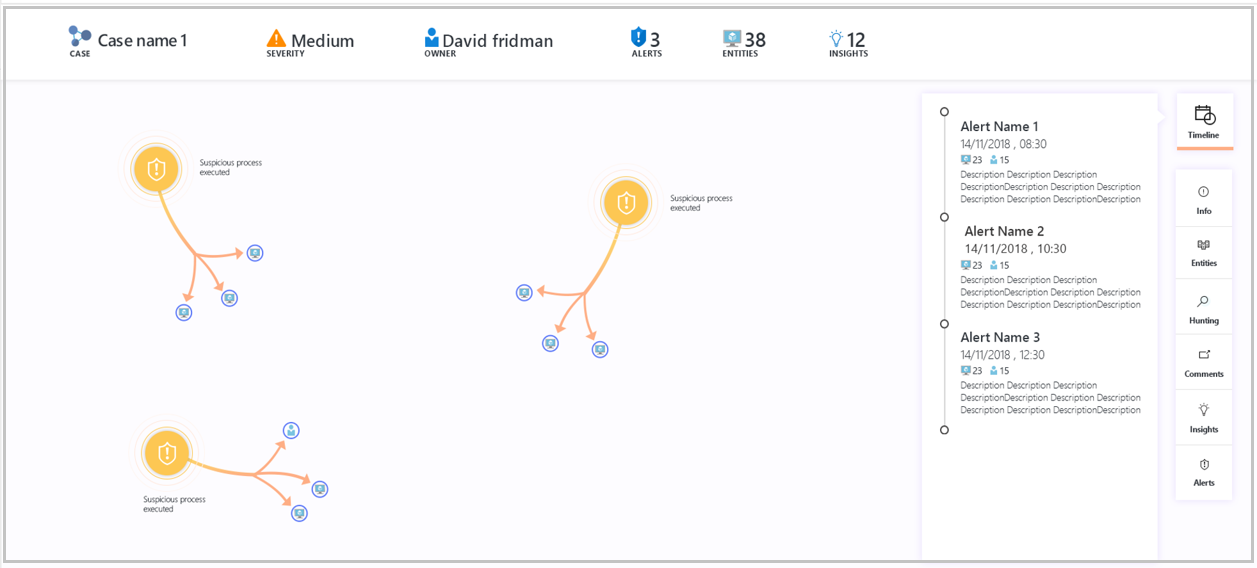 Case name 1
CASE
Medium
SEVERITY
David fridman
OWNER
3
ALERTS
38
ENTITIES
12
INSIGHTS
Suspicious process
executed
Suspicious process
executed
Suspicious process
executed
Alert Name 1
14/11/2018 , 08:30
23 15
Description Description Description
DescriptionDescription Description Description
Description Description DescriptionDescription
Alert Name 2
14/11/2018 , 10:30
23 15
Description Description Description
DescriptionDescription Description Description
Description Description DescriptionDescription
Alert Name 3
14/11/2018 , 12:30
23 15
Description Description Description
DescriptionDescription Description Description
Description Description DescriptionDescription
Timeline
Info
Entities
Hunting
Comments
Insights
Alerts